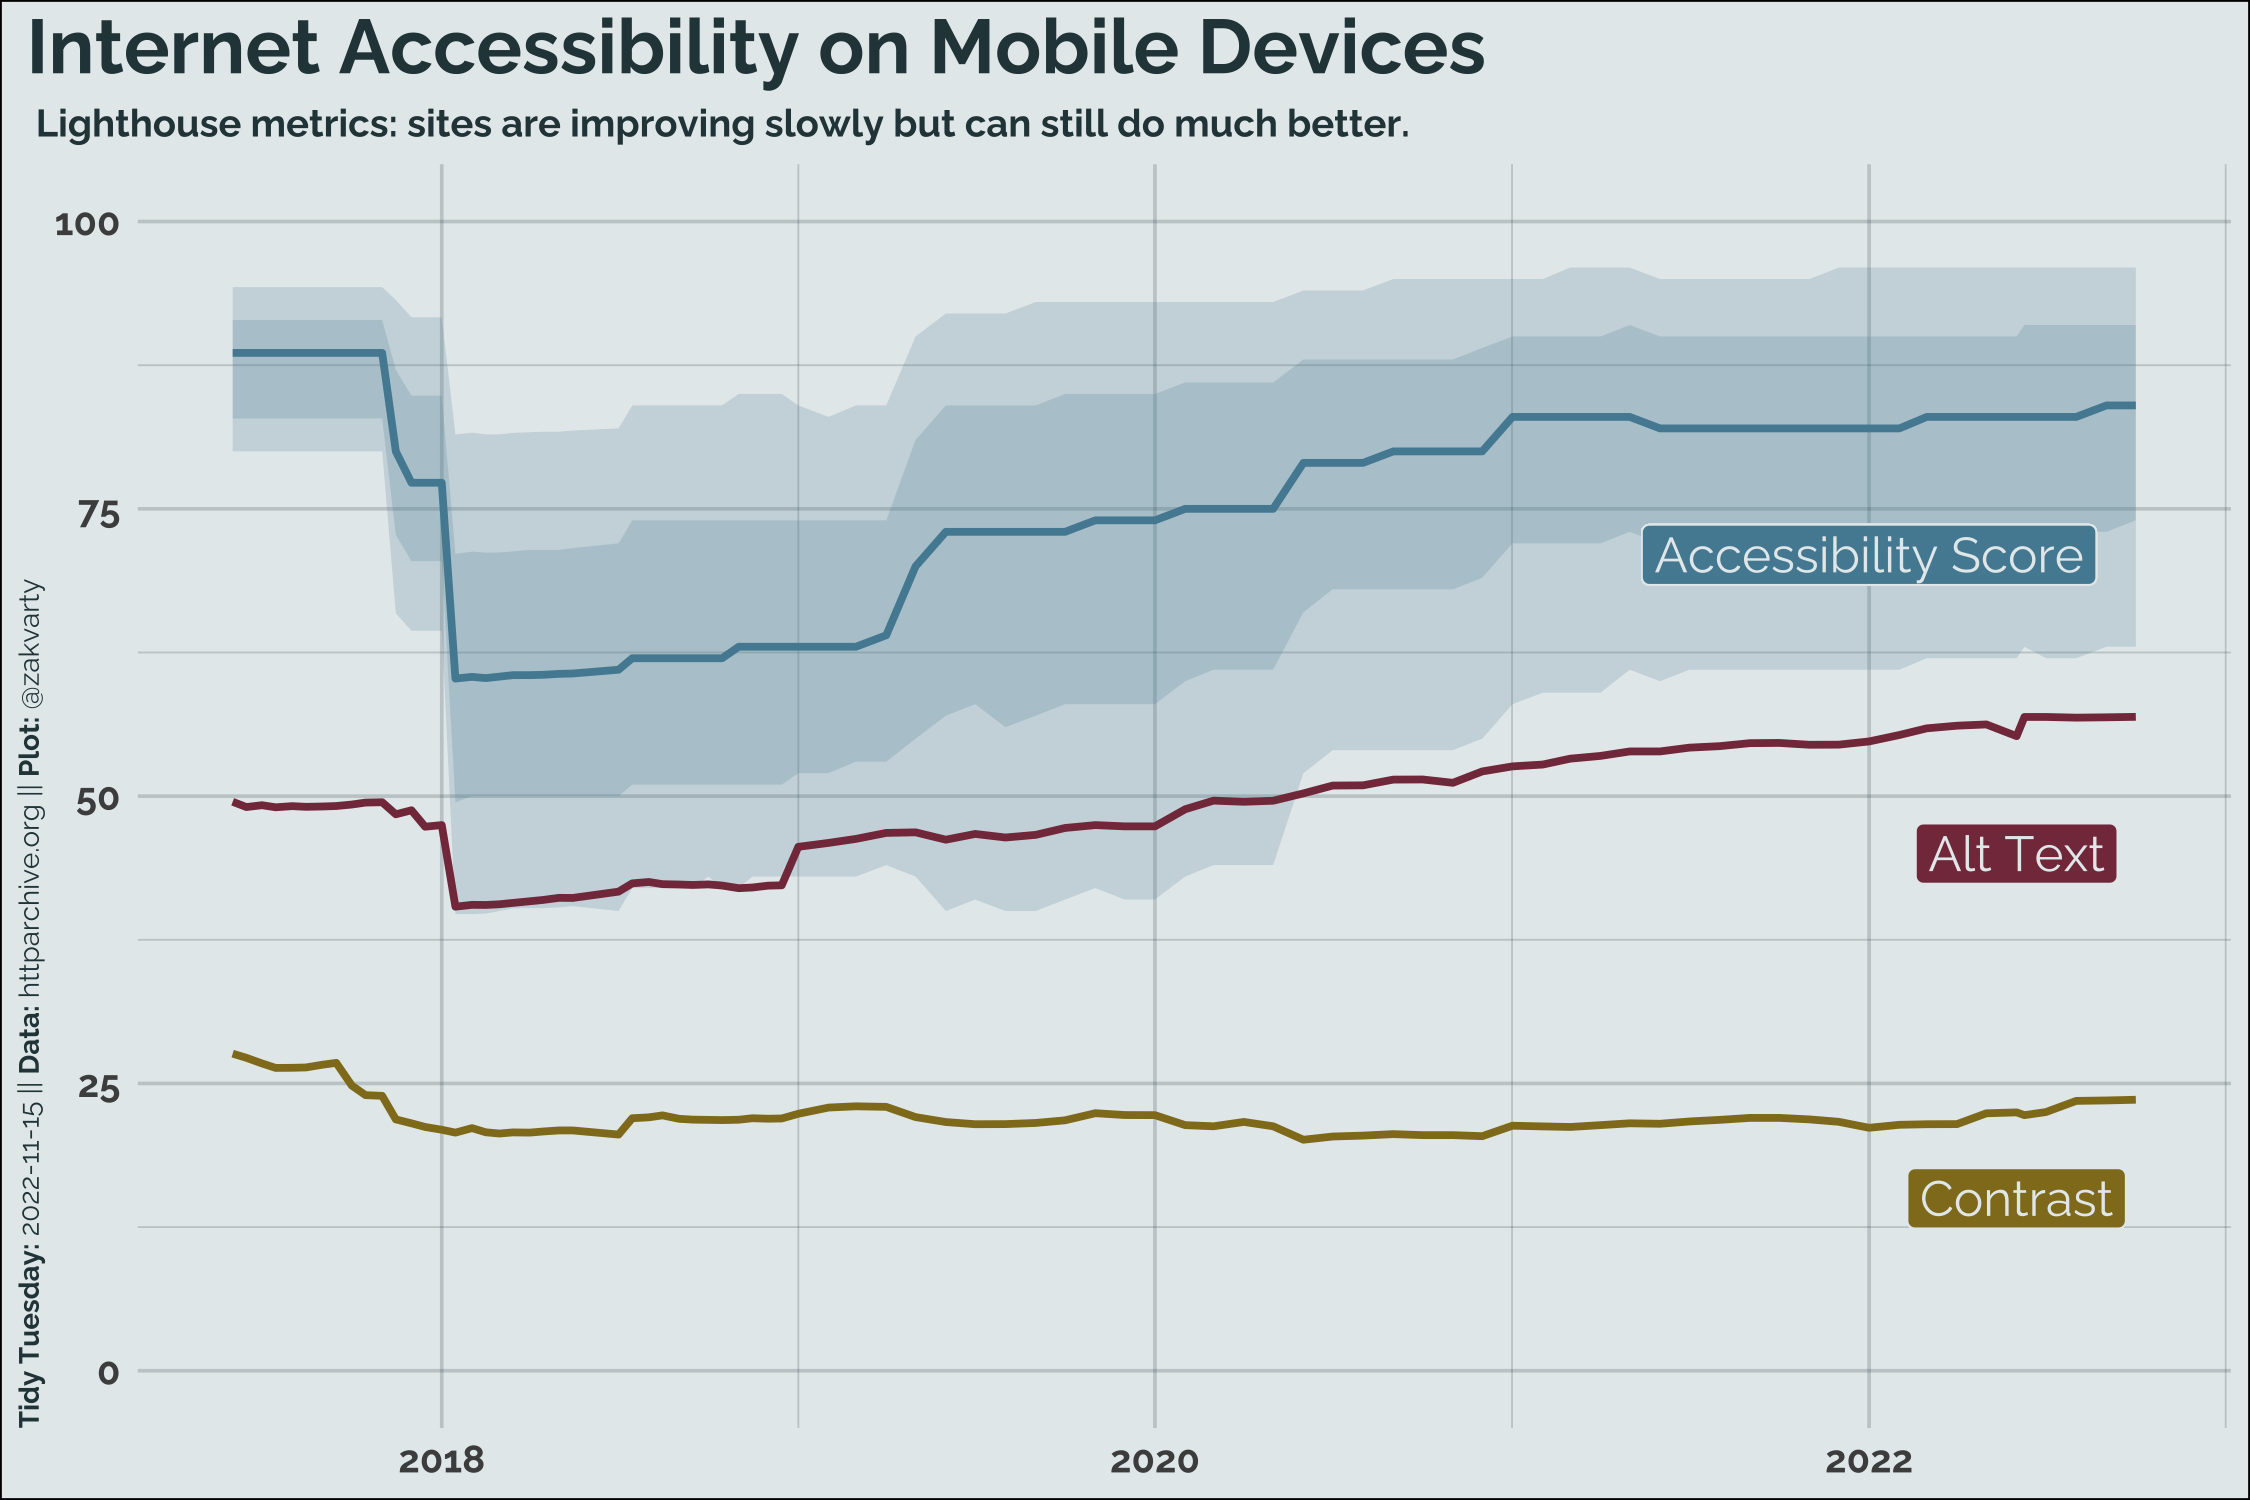 Internet Accessibility on Mobile Devices
Lighthouse metrics: sites are improving slowly but can still do much better.
100
75
50
25
0
Accessibility Score
Alt Text
Contrast
2018
2020
2022
Tidy Tuesday: 2022-11-15 || Data: httparchive.org || Plot: @zakvarty